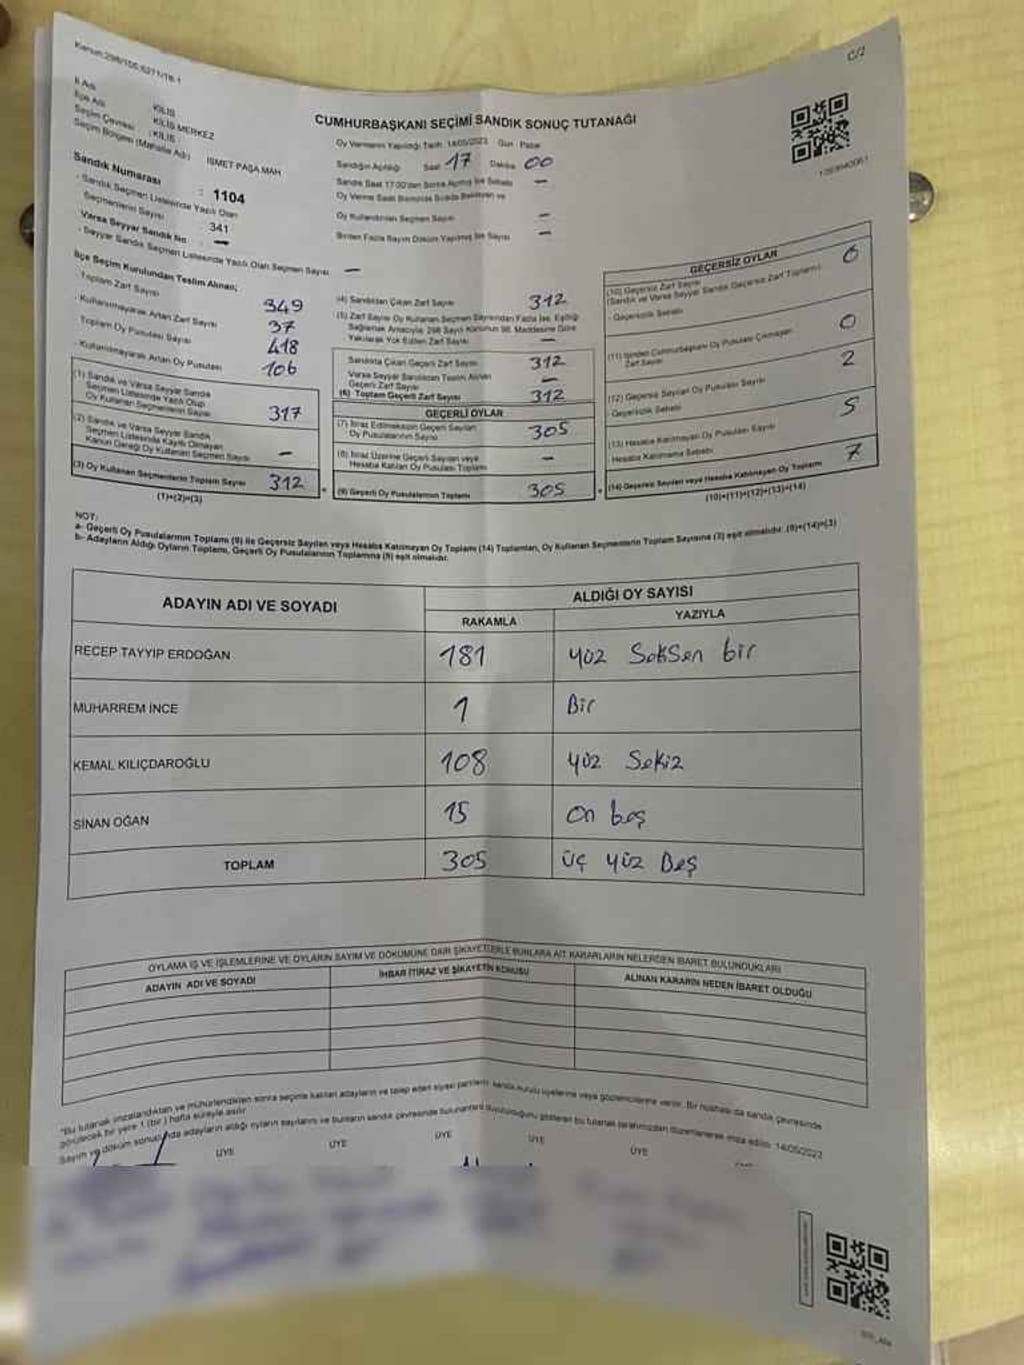 Kanun:298/105;6271/18.1
C/2
İl Adı KİLİS
İlçe Adı KİLİS MERKEZ
Seçim Çevresi : KİLİS
Seçim Bölgesi (Mahalle Adı) İSMET PAŞA MAH
CUMHURBAŞKANI SEÇİMİ SANDIK SONUÇ TUTANAĞI
Oy Vermenin Yapıldığı Tarih 14/05/2023 Gün : Pazar
Sandığın Açıldığı Saat 17 Dakika 00
Sandık Saat 17:00'den Sonra Açılmış İse Sebebi —
Oy Verme Saati Bitiminde Sırada Bekleyen ve
Oy Kullandırılan Seçmen Sayısı —
Birden Fazla Sayım Döküm Yapılmış İse Sayısı —
Sandık Numarası : 1104
- Sandık Seçmen Listesinde Yazılı Olan
Seçmenlerin Sayısı 341
Varsa Seyyar Sandık No : —
- Seyyar Sandık Seçmen Listesinde Yazılı Olan Seçmen Sayısı —
İlçe Seçim Kurulundan Teslim Alınan;
- Toplam Zarf Sayısı 349
- Kullanılmayarak Artan Zarf Sayısı 37
Toplam Oy Pusulası Sayısı 418
- Kullanılmayarak Artan Oy Pusulası 106
(1) Sandık ve Varsa Seyyar Sandık
Seçmen Listesinde Yazılı Olup
Oy Kullanan Seçmenlerin Sayısı 317
(2) Sandık ve Varsa Seyyar Sandık
Seçmen Listesinde Kayıtlı Olmayan
Kanun Gereği Oy Kullanan Seçmen Sayısı —
(3) Oy Kullanan Seçmenlerin Toplam Sayısı 312
(1)+(2)=(3)
(4) Sandıktan Çıkan Zarf Sayısı 312
(5) Zarf Sayısı Oy Kullanan Seçmen Sayısından Fazla İse, Eşitliği
Sağlamak Amacıyla, 298 Sayılı Kanunun 98. Maddesine Göre
Yakılarak Yok Edilen Zarf Sayısı —
Sandıkta Çıkan Geçerli Zarf Sayısı 312
Varsa Seyyar Sandıktan Teslim Alınan
Geçerli Zarf Sayısı —
(6) Toplam Geçerli Zarf Sayısı 312
GEÇERLİ OYLAR
(7) İtiraz Edilmeksizin Geçerli Sayılan
Oy Pusulalarının Sayısı 305
(8) İtiraz Üzerine Geçerli Sayılan veya
Hesaba Katılan Oy Pusulası Toplamı —
(9) Geçerli Oy Pusulalarının Toplamı 305
GEÇERSİZ OYLAR
(10) Geçersiz Zarf Sayısı 0
(Sandık ve Varsa Seyyar Sandık Geçersiz Zarf Toplamı)
- Geçersizlik Sebebi
(11) İçinden Cumhurbaşkanı Oy Pusulası Çıkmayan
Zarf Sayısı 0
(12) Geçersiz Sayılan Oy Pusulası Sayısı 2
- Geçersizlik Sebebi
(13) Hesaba Katılmayan Oy Pusulası Sayısı 5
Hesaba Katılmama Sebebi
(14) Geçersiz Sayılan veya Hesaba Katılmayan Oy Toplamı 7
(10)+(11)+(12)+(13)=(14)
NOT:
a- Geçerli Oy Pusulalarının Toplamı (9) ile Geçersiz Sayılan veya Hesaba Katılmayan Oy Toplamı (14) Toplamları, Oy Kullanan Seçmenlerin Toplam Sayısına (3) eşit olmalıdır. (9)+(14)=(3)
b- Adayların Aldığı Oyların Toplamı, Geçerli Oy Pusulalarının Toplamına (9) eşit olmalıdır.
ADAYIN ADI VE SOYADI ALDIĞI OY SAYISI
RAKAMLA YAZIYLA
RECEP TAYYİP ERDOĞAN 181 yüz Seksen bir
MUHARREM İNCE 1 Bir
KEMAL KILIÇDAROĞLU 108 yüz Sekiz
SİNAN OĞAN 15 on beş
TOPLAM 305 üç yüz Beş
OYLAMA İŞ VE İŞLEMLERİNE VE OYLARIN SAYIM VE DÖKÜMÜNE DAİR ŞİKAYETLERLE BUNLARA AİT KARARLARIN NELERDEN İBARET BULUNDUKLARI
ADAYIN ADI VE SOYADI İHBAR İTİRAZ VE ŞİKAYETİN KONUSU ALINAN KARARIN NEDEN İBARET OLDUĞU
"Bu tutanak imzalandıktan ve mühürlendikten sonra seçime katılan adayların ve talep eden siyasi partilerin sandık kurulu üyelerine veya gözlemcilerine verilir. Bir nüshası da sandık çevresinde
görülecek bir yere 1 (bir) hafta süreyle asılır
Sayım ve döküm sonucunda adayların aldığı oyların sayılarını ve bunların sandık çevresinde bulunanlara duyurulduğunu gösteren bu tutanak tarafımızdan düzenlenerek imza edildi. 14/05/2023
ÜYE ÜYE ÜYE ÜYE ÜYE